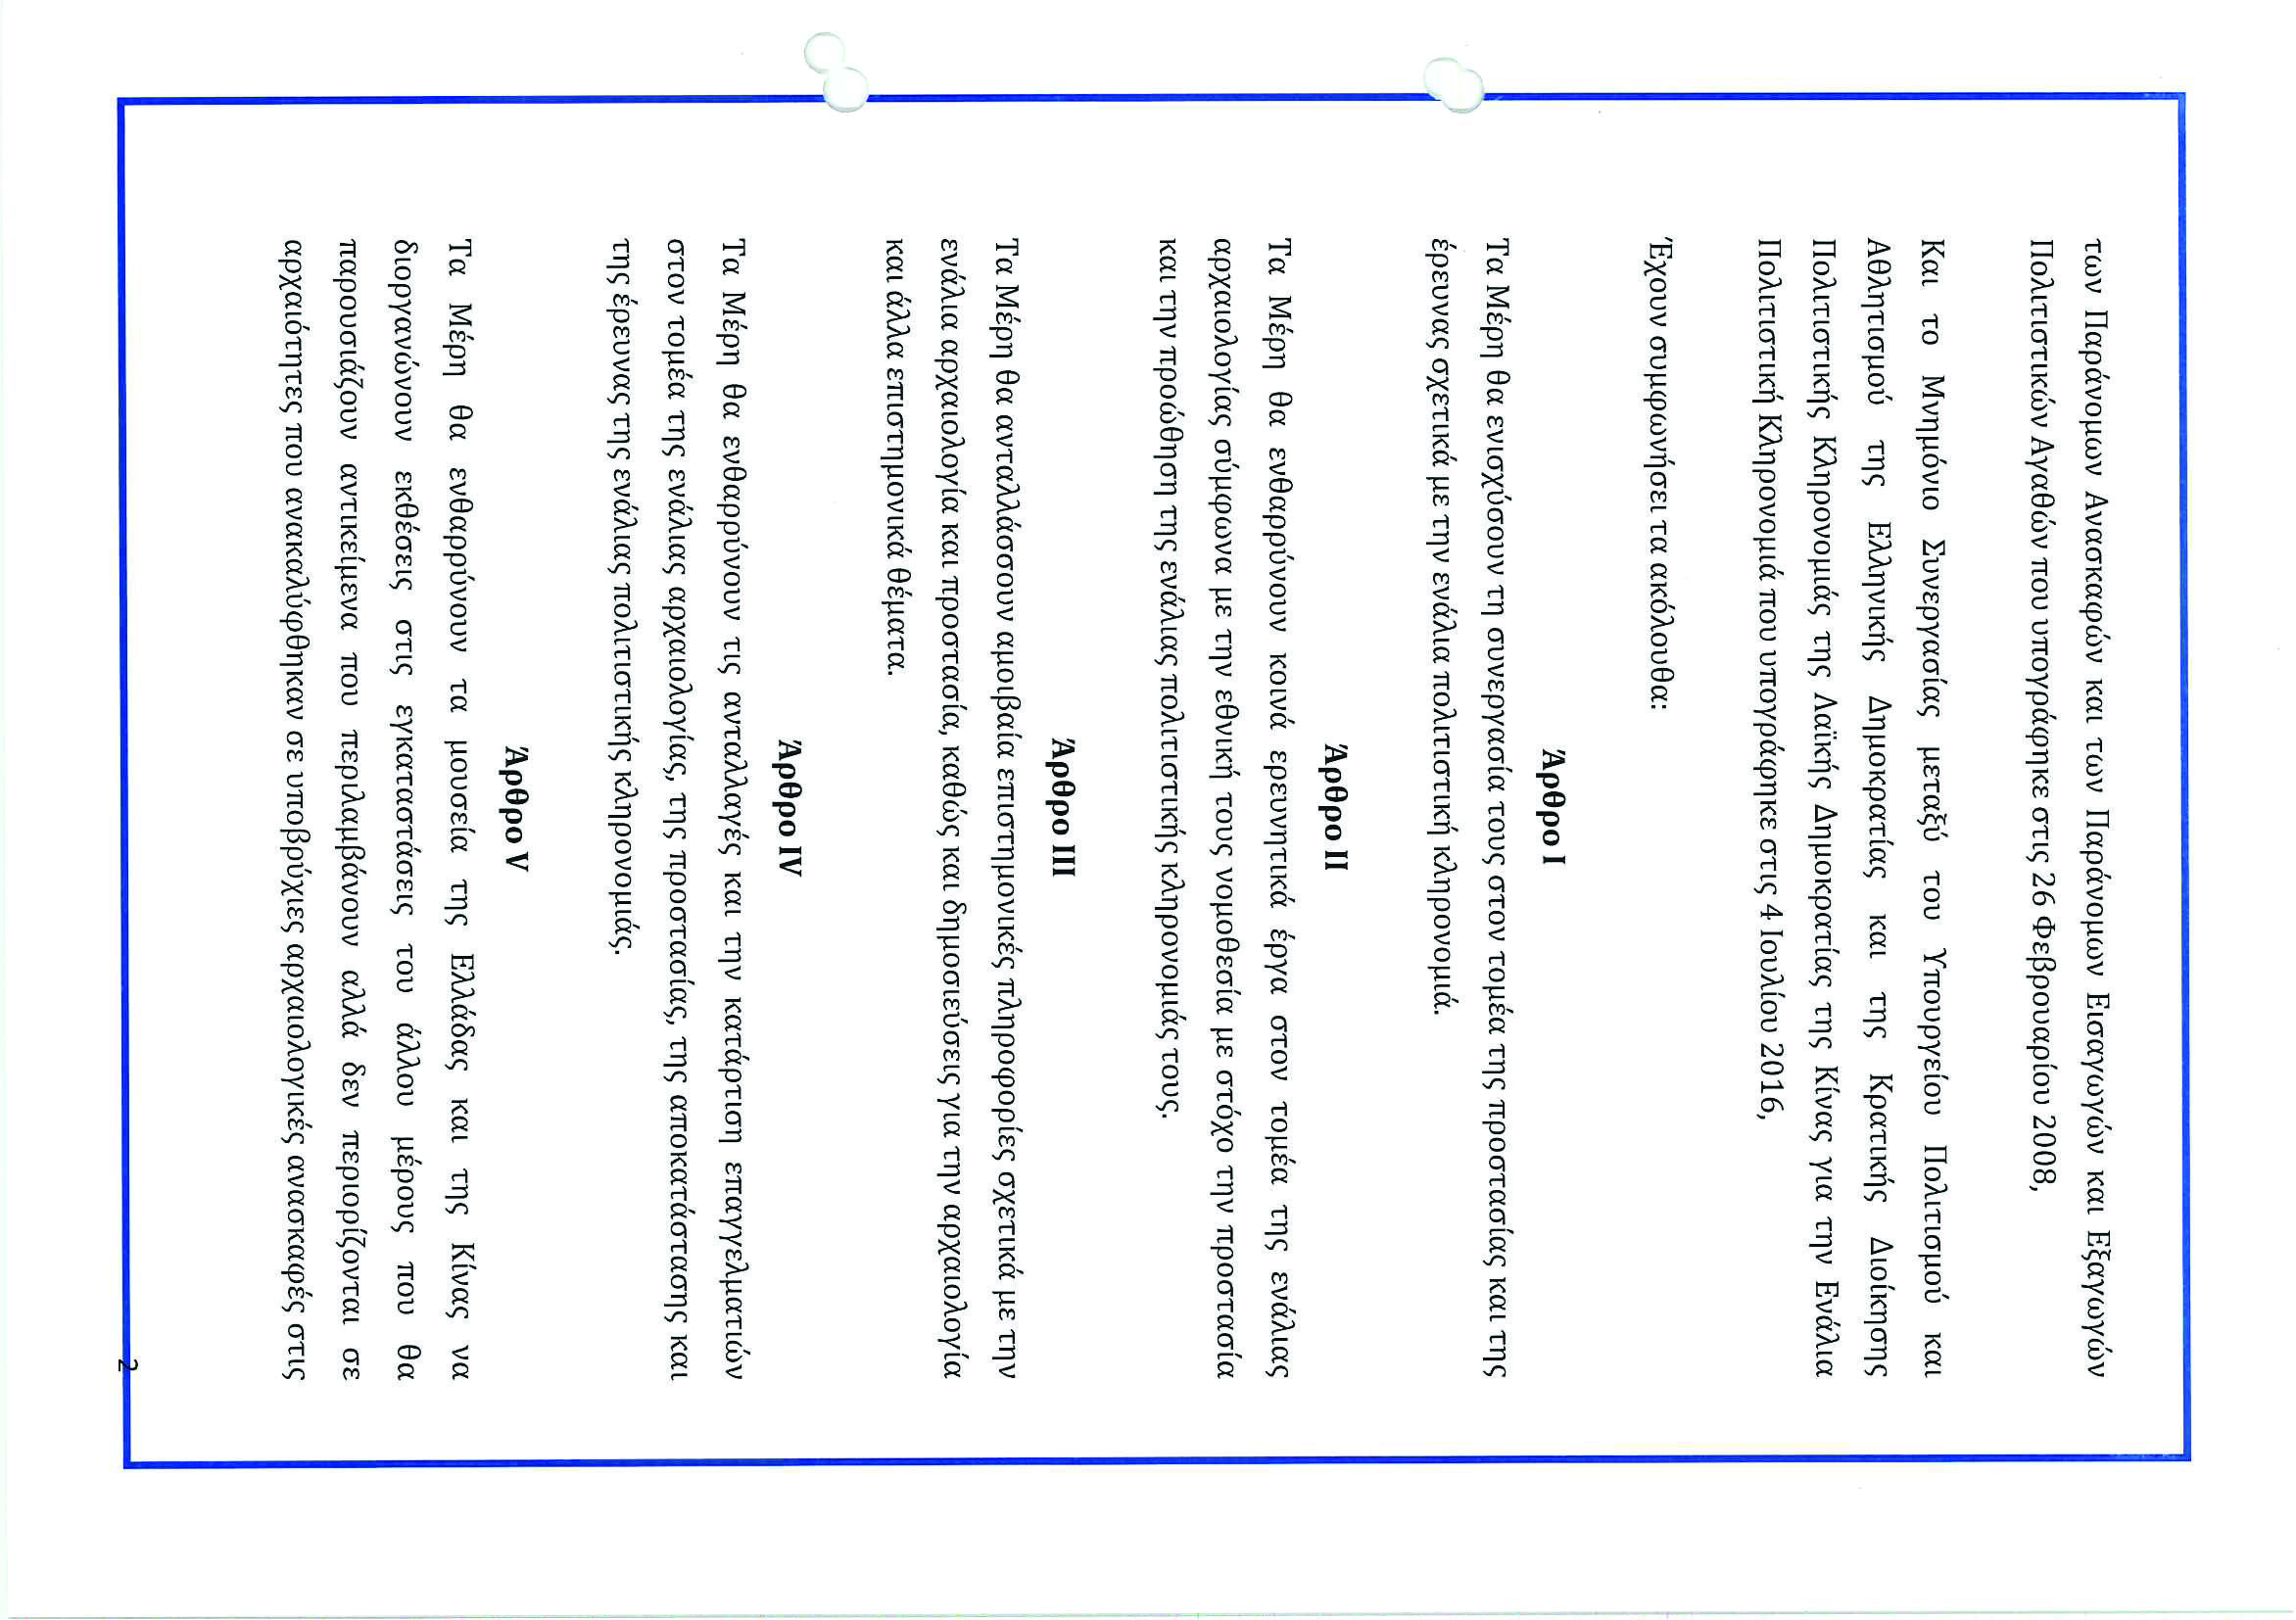 των Παράνομων Ανασκαφών και των Παράνομων Εισαγωγών και Εξαγωγών
Πολιτιστικών Αγαθών που υπογράφηκε στις 26 Φεβρουαρίου 2008,
Και το Μνημόνιο Συνεργασίας μεταξύ του Υπουργείου Πολιτισμού και
Αθλητισμού της Ελληνικής Δημοκρατίας και της Κρατικής Διοίκησης
Πολιτιστικής Κληρονομιάς της Λαϊκής Δημοκρατίας της Κίνας για την Ενάλια
Πολιτιστική Κληρονομιά που υπογράφηκε στις 4 Ιουλίου 2016,
Έχουν συμφωνήσει τα ακόλουθα:
Άρθρο I
Τα Μέρη θα ενισχύσουν τη συνεργασία τους στον τομέα της προστασίας και της
έρευνας σχετικά με την ενάλια πολιτιστική κληρονομιά.
Άρθρο II
Τα Μέρη θα ενθαρρύνουν κοινά ερευνητικά έργα στον τομέα της ενάλιας
αρχαιολογίας σύμφωνα με την εθνική τους νομοθεσία με στόχο την προστασία
και την προώθηση της ενάλιας πολιτιστικής κληρονομιάς τους.
Άρθρο III
Τα Μέρη θα ανταλλάσσουν αμοιβαία επιστημονικές πληροφορίες σχετικά με την
ενάλια αρχαιολογία και προστασία, καθώς και δημοσιεύσεις για την αρχαιολογία
και άλλα επιστημονικά θέματα.
Άρθρο IV
Τα Μέρη θα ενθαρρύνουν τις ανταλλαγές και την κατάρτιση επαγγελματιών
στον τομέα της ενάλιας αρχαιολογίας, της προστασίας, της αποκατάστασης και
της έρευνας της ενάλιας πολιτιστικής κληρονομιάς.
Άρθρο V
Τα Μέρη θα ενθαρρύνουν τα μουσεία της Ελλάδας και της Κίνας να
διοργανώνουν εκθέσεις στις εγκαταστάσεις του άλλου μέρους που θα
παρουσιάζουν αντικείμενα που περιλαμβάνουν αλλά δεν περιορίζονται σε
αρχαιότητες που ανακαλύφθηκαν σε υποβρύχιες αρχαιολογικές ανασκαφές στις
2